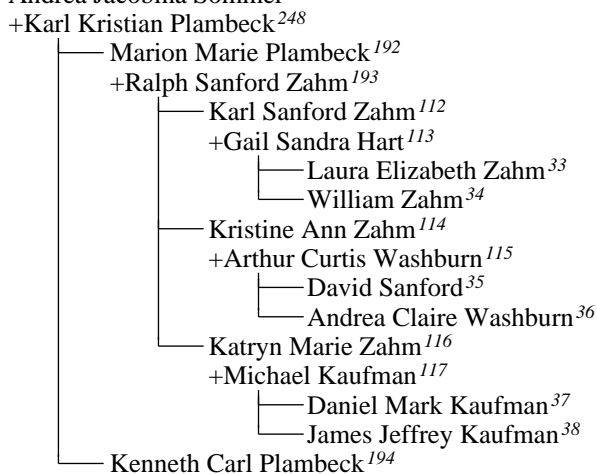 Andrea Jacobina Sommer
+Karl Kristian Plambeck248
Marion Marie Plambeck192
+Ralph Sanford Zahm193
Karl Sanford Zahm112
+Gail Sandra Hart113
Laura Elizabeth Zahm33
William Zahm34
Kristine Ann Zahm114
+Arthur Curtis Washburn115
David Sanford35
Andrea Claire Washburn36
Katryn Marie Zahm116
+Michael Kaufman117
Daniel Mark Kaufman37
James Jeffrey Kaufman38
Kenneth Carl Plambeck194